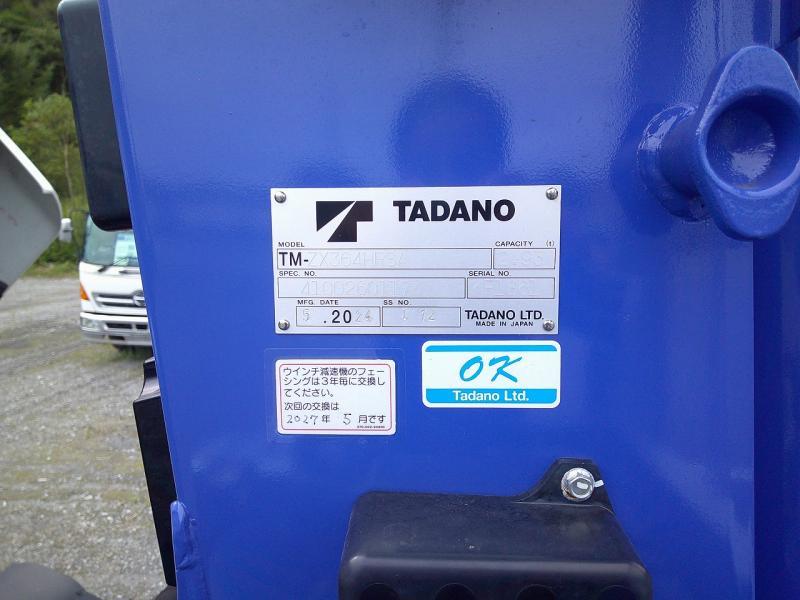 TADANO
MODEL
CAPACITY (t)
TM-ZX364HRSA
SPEC. NO.
SERIAL NO.
MFG. DATE
SS NO.
5 .2024
TADANO LTD.
MADE IN JAPAN
ウインチ減速機のフェー
シングは3年毎に交換し
てください。
次回の交換は
2027年 5月です
OK
Tadano Ltd.